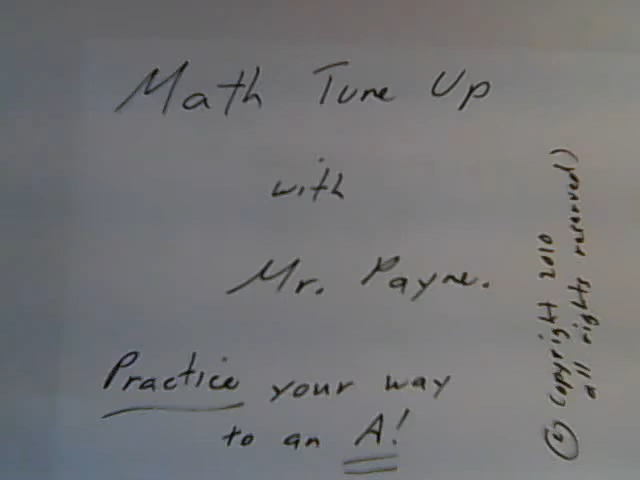 Math Tune Up
with
Mr. Payne.
Practice your way
to an A!
© Copyright 2010
all rights reserved)